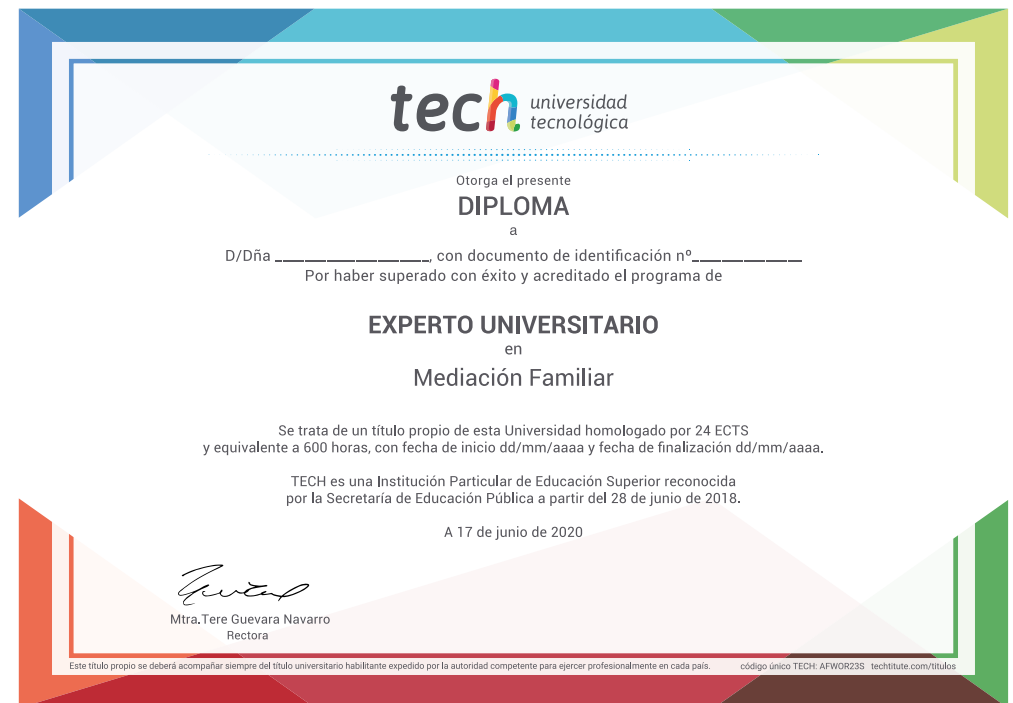 tech universidad
tecnológica
Otorga el presente
DIPLOMA
a
D/Dña ________________, con documento de identificación nº____________
Por haber superado con éxito y acreditado el programa de
EXPERTO UNIVERSITARIO
en
Mediación Familiar
Se trata de un título propio de esta Universidad homologado por 24 ECTS
y equivalente a 600 horas, con fecha de inicio dd/mm/aaaa y fecha de finalización dd/mm/aaaa.
TECH es una Institución Particular de Educación Superior reconocida
por la Secretaría de Educación Pública a partir del 28 de junio de 2018.
A 17 de junio de 2020
Mtra.Tere Guevara Navarro
Rectora
Este título propio se deberá acompañar siempre del título universitario habilitante expedido por la autoridad competente para ejercer profesionalmente en cada país. código único TECH: AFWOR23S techtitute.com/titulos